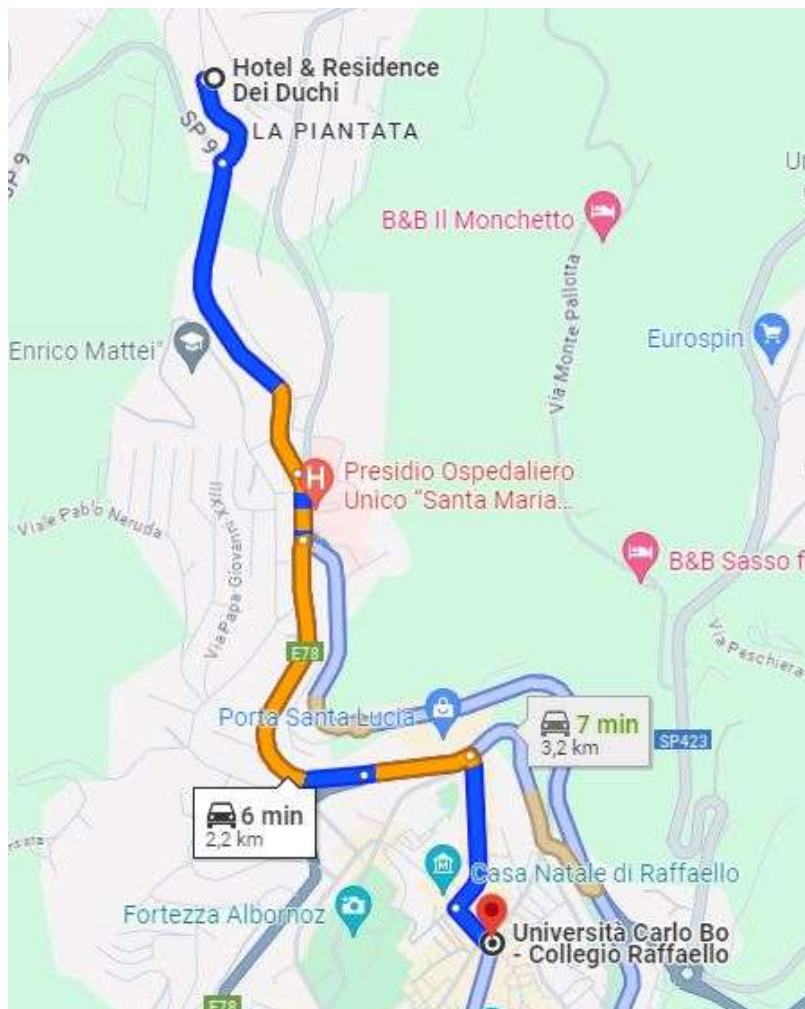 Hotel & Residence
Dei Duchi
LA PIANTATA
SP 9
SP 9
B&B Il Monchetto
Via Monte Pallotta
Eurospin
Enrico Mattei"
H
Presidio Ospedaliero
Unico "Santa Maria...
Viale Pablo Neruda
Via Papa Giovanni XXIII
B&B Sasso f
Via Peschiera
E78
Porta Santa Lucia
7 min
3,2 km
SP423
6 min
2,2 km
M
Casa Natale di Raffaello
Fortezza Albornoz
Università Carlo Bo
- Collegio Raffaello
E78